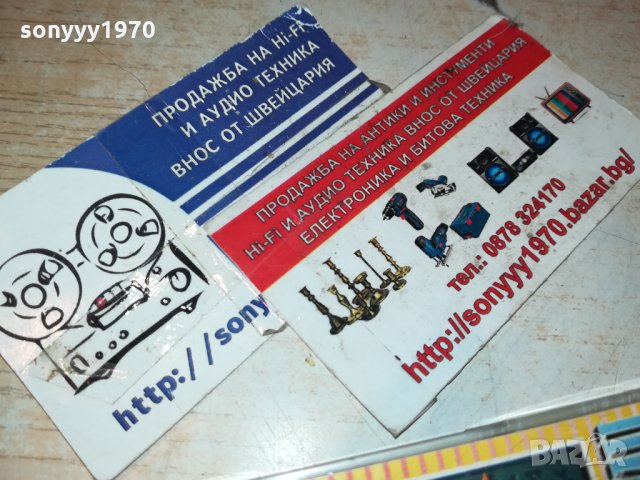 sonyyy1970
ПРОДАЖБА НА Hi-Fi
И АУДИО ТЕХНИКА
ВНОС ОТ ШВЕЙЦАРИЯ
http://sony
ПРОДАЖБА НА АНТИКИ И ИНСТУМЕНТИ
Hi-Fi И АУДИО ТЕХНИКА ВНОС ОТ ШВЕЙЦАРИЯ
ЕЛЕКТРОНИКА И БИТОВА ТЕХНИКА
тел.: 0878 324170
http://sonyyy1970.bazar.bg/
bazar